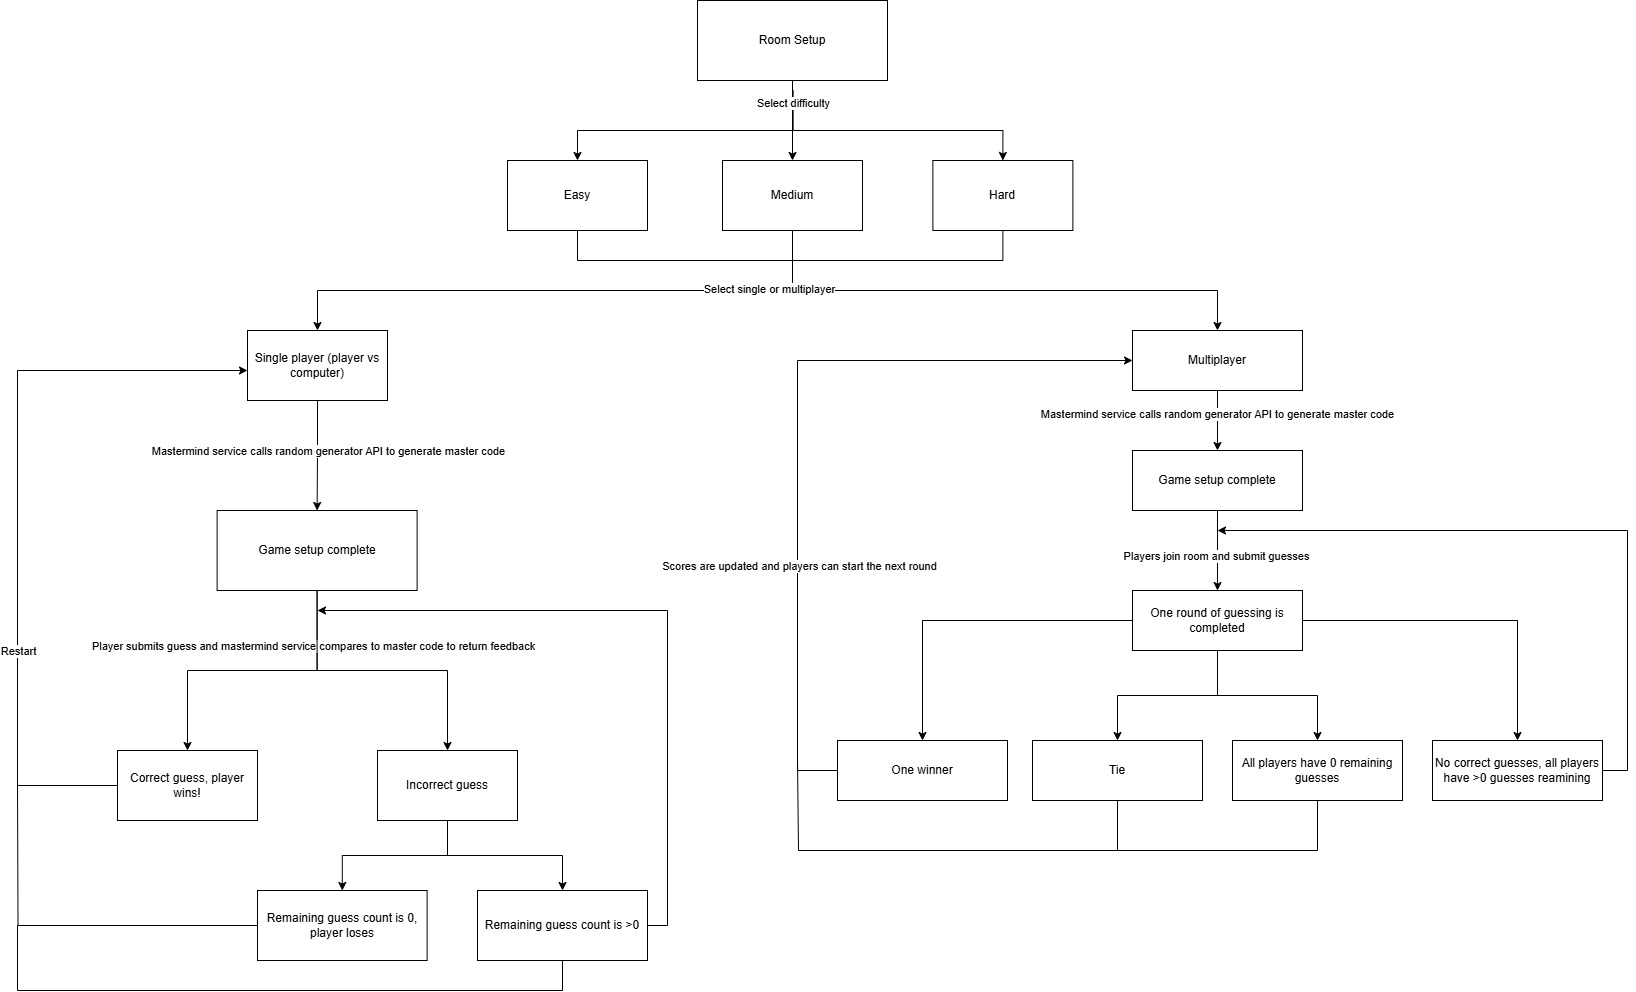 Room Setup
Select difficulty
Easy
Medium
Hard
Select single or multiplayer
Single player (player vs
computer)
Multiplayer
Mastermind service calls random generator API to generate master code
Mastermind service calls random generator API to generate master code
Game setup complete
Game setup complete
Players join room and submit guesses
Scores are updated and players can start the next round
One round of guessing is
completed
Restart
Player submits guess and mastermind service compares to master code to return feedback
Correct guess, player
wins!
Incorrect guess
One winner
Tie
All players have 0 remaining
guesses
No correct guesses, all players
have >0 guesses reamining
Remaining guess count is 0,
player loses
Remaining guess count is >0